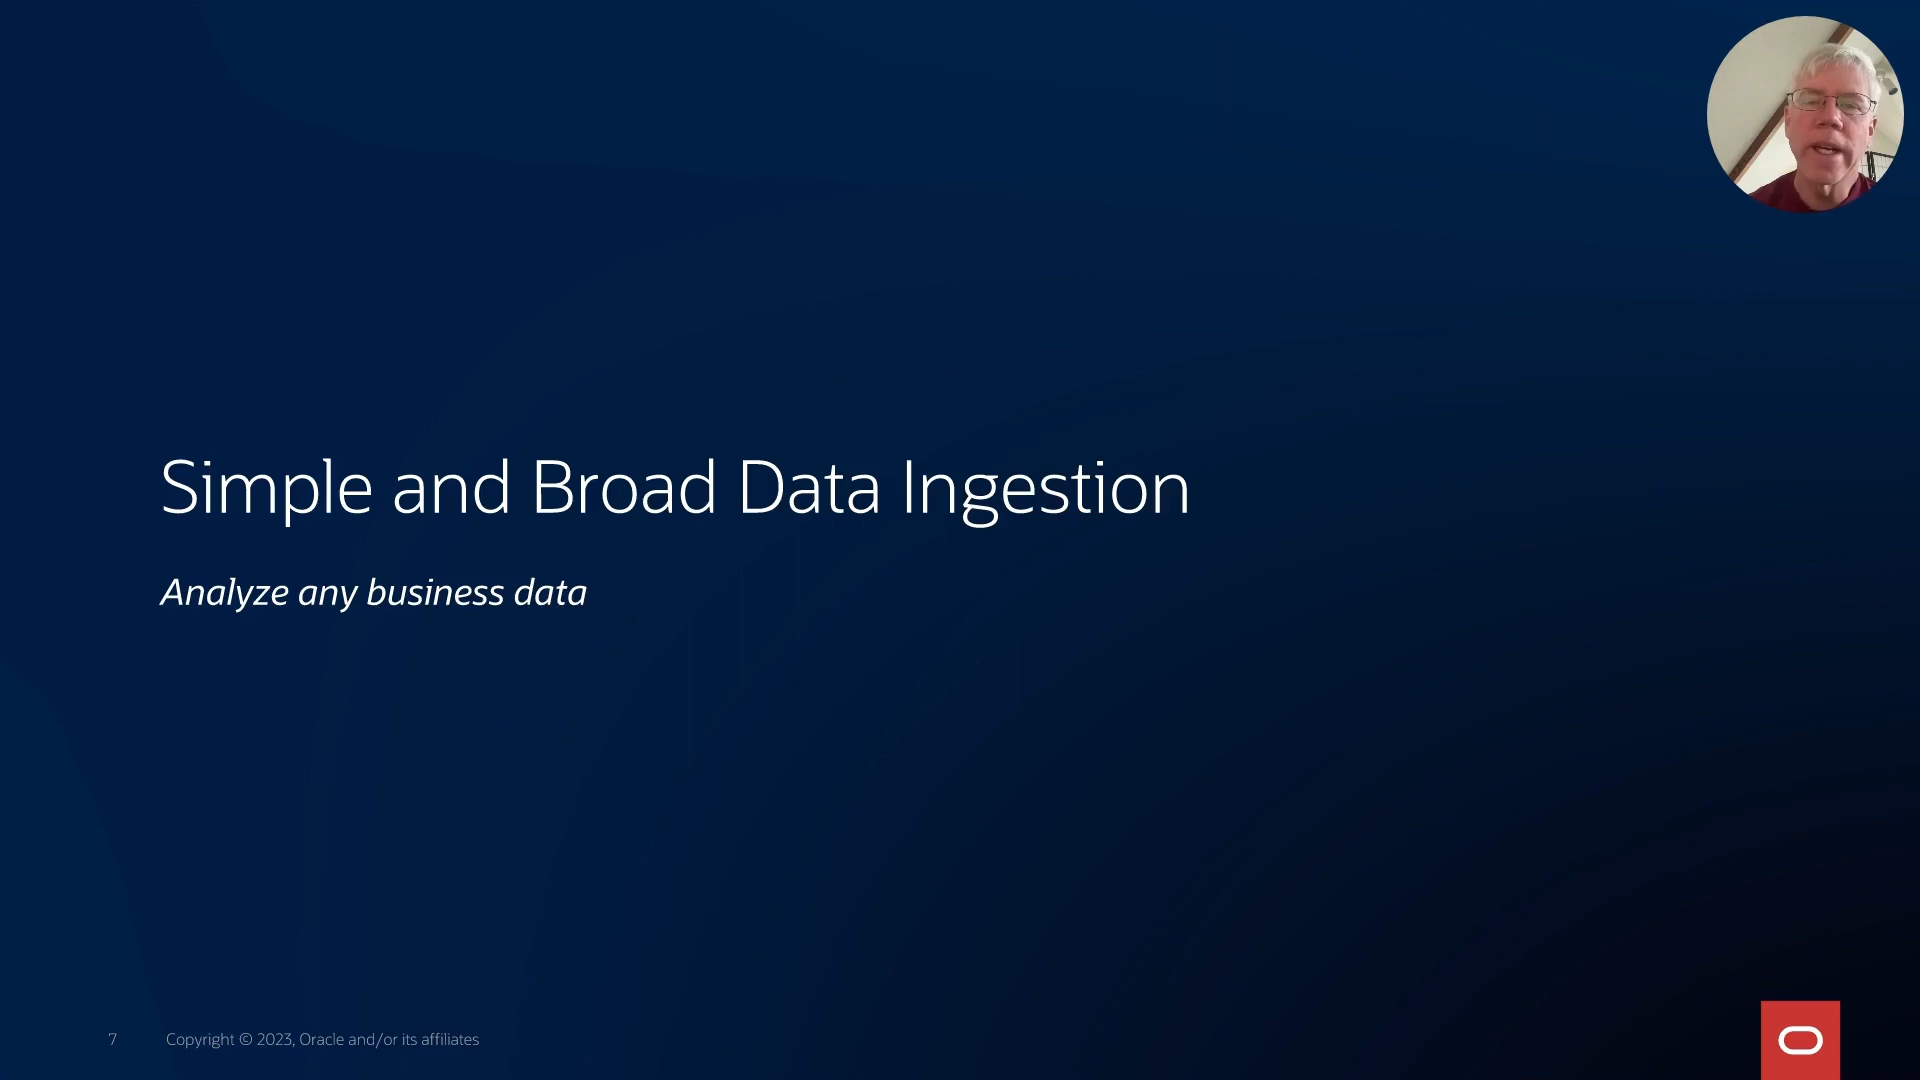 Simple and Broad Data Ingestion
Analyze any business data
7
Copyright © 2023, Oracle and/or its affiliates